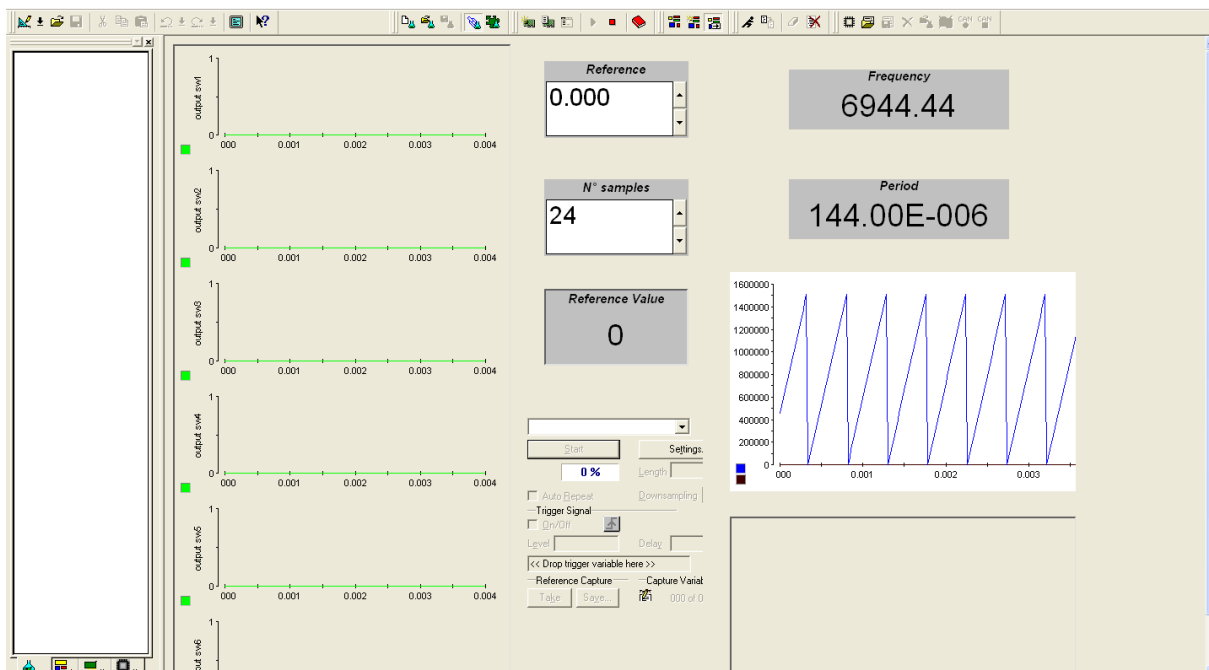 output sw1
1
0
000 0.001 0.002 0.003 0.004
output sw2
1
0
000 0.001 0.002 0.003 0.004
output sw3
1
0
000 0.001 0.002 0.003 0.004
output sw4
1
0
000 0.001 0.002 0.003 0.004
output sw5
1
0
000 0.001 0.002 0.003 0.004
1
Reference
0.000
N° samples
24
Reference Value
0
Start
Settings.
0 %
Length
Auto Repeat
Downsampling
Trigger Signal
On/Off
Level
Delay
<< Drop trigger variable here >>
Reference Capture
Capture Variab
Take
Save...
000 of 0
Frequency
6944.44
Period
144.00E-006
1600000
1400000
1200000
1000000
800000
600000
400000
200000
0
000 0.001 0.002 0.003
CAN CAN